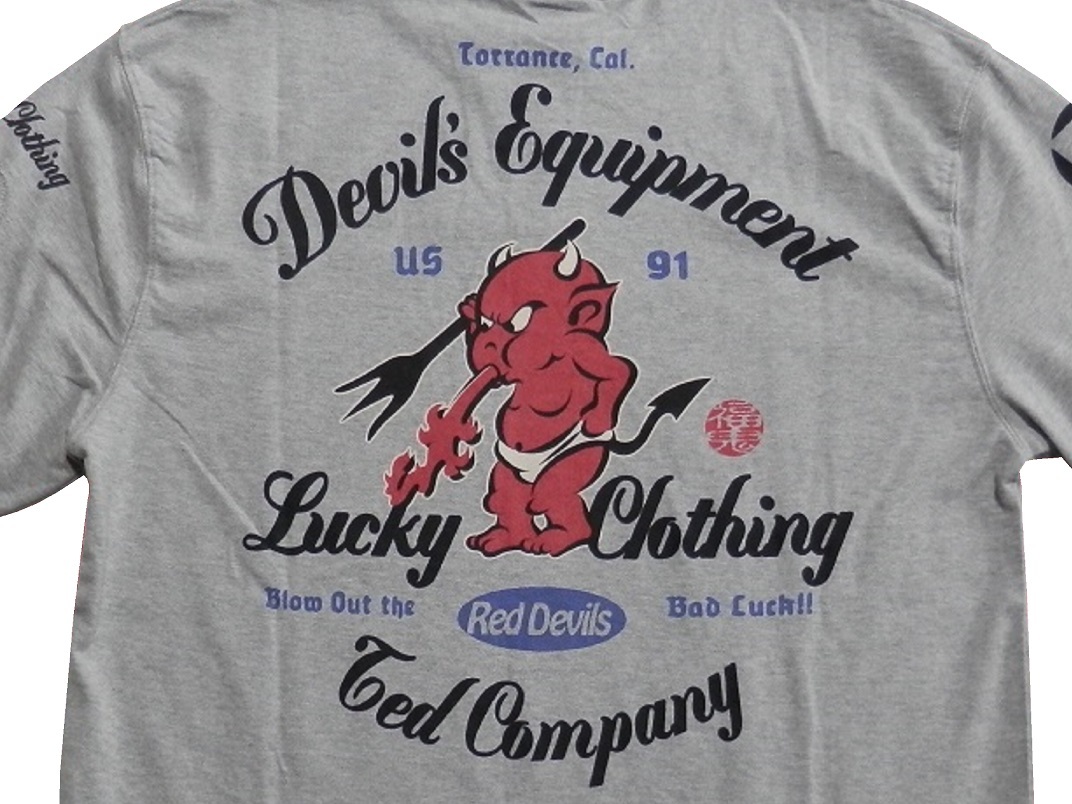 Torrance, Cal.
Devil's Equipment
Clothing
US 91
Lucky Clothing
Blow Out the Red Devils Bad Luck!!
Ted Company